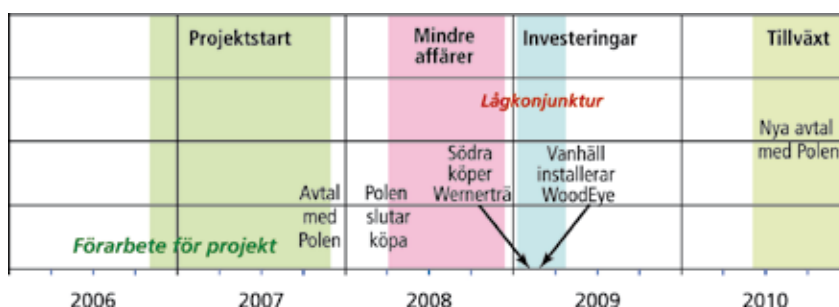 Projektstart
Mindre
affärer
Investeringar
Tillväxt
Lågkonjunktur
Nya avtal
med Polen
Södra
köper
Wernerträ
Vanhäll
installerar
WoodEye
Avtal
med
Polen
Polen
slutar
köpa
Förarbete för projekt
2006
2007
2008
2009
2010